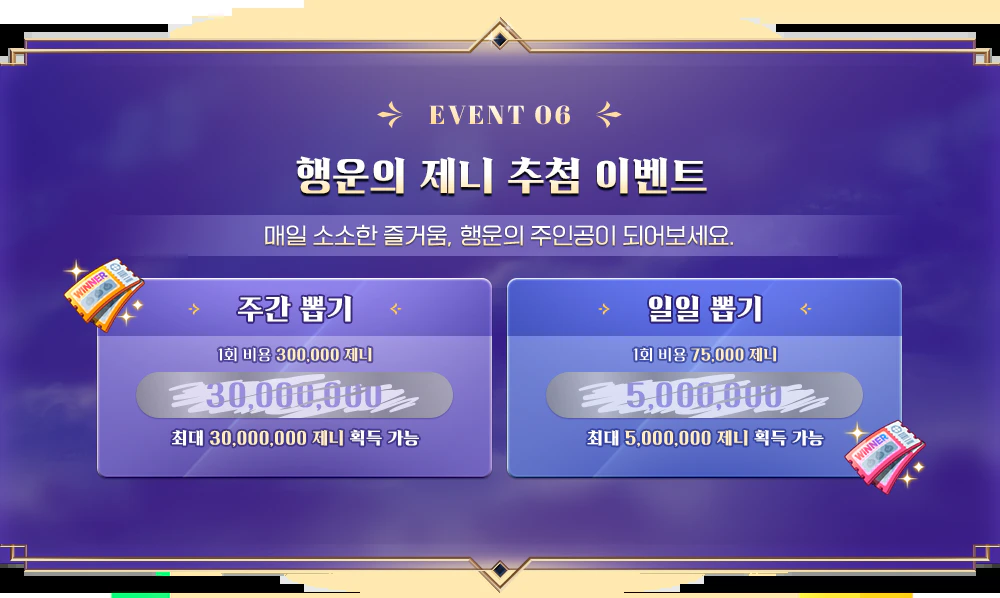 EVENT 06
행운의 제니 추첨 이벤트
매일 소소한 즐거움, 행운의 주인공이 되어보세요.
WINNER
주간 뽑기
1회 비용 300,000 제니
30,000,000
최대 30,000,000 제니 획득 가능
일일 뽑기
1회 비용 75,000 제니
5,000,000
최대 5,000,000 제니 획득 가능
WINNER